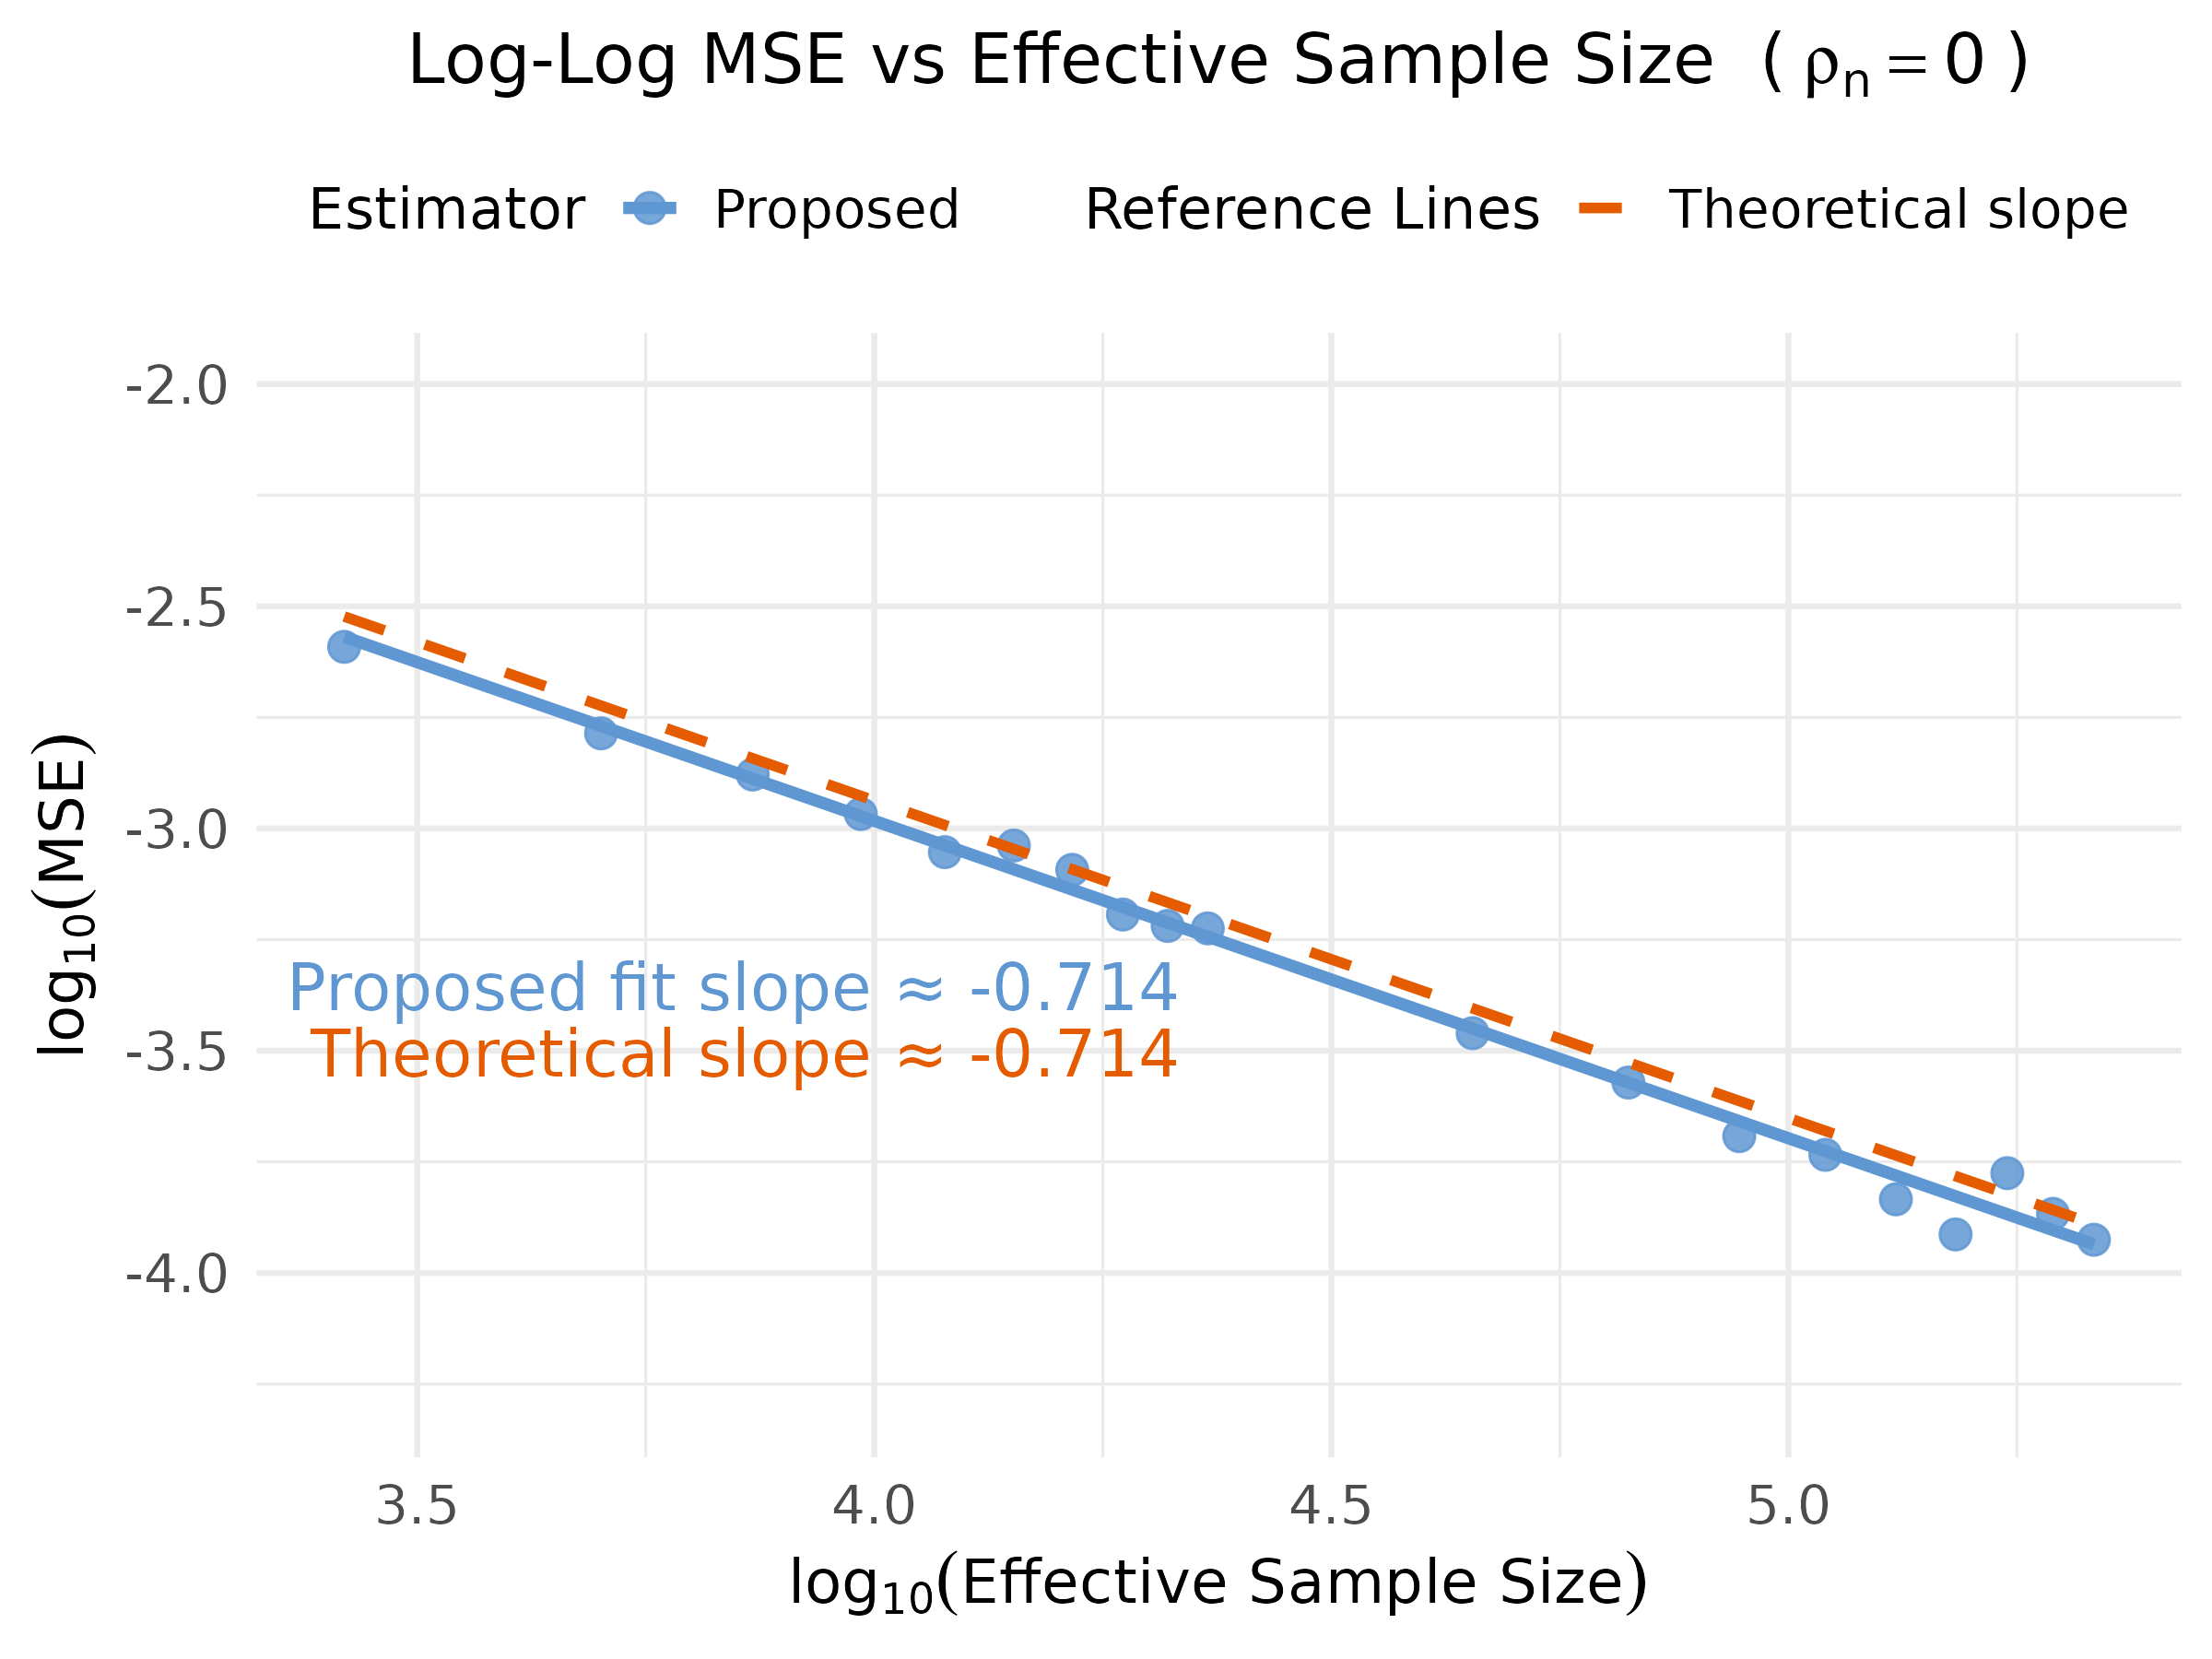 Log-Log MSE vs Effective Sample Size ( ρn = 0 )
Estimator Proposed Reference Lines Theoretical slope
-2.0
-2.5
-3.0
-3.5
-4.0
log10(MSE)
Proposed fit slope ≈ -0.714
Theoretical slope ≈ -0.714
3.5 4.0 4.5 5.0
log10(Effective Sample Size)